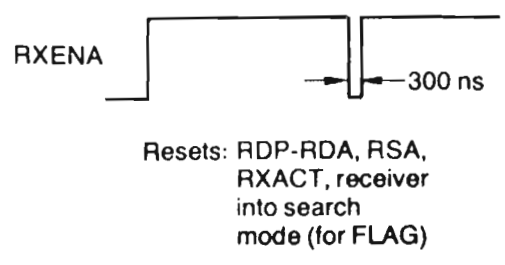 RXENA
300 ns
Resets: RDP-RDA, RSA,
RXACT, receiver
into search
mode (for FLAG)